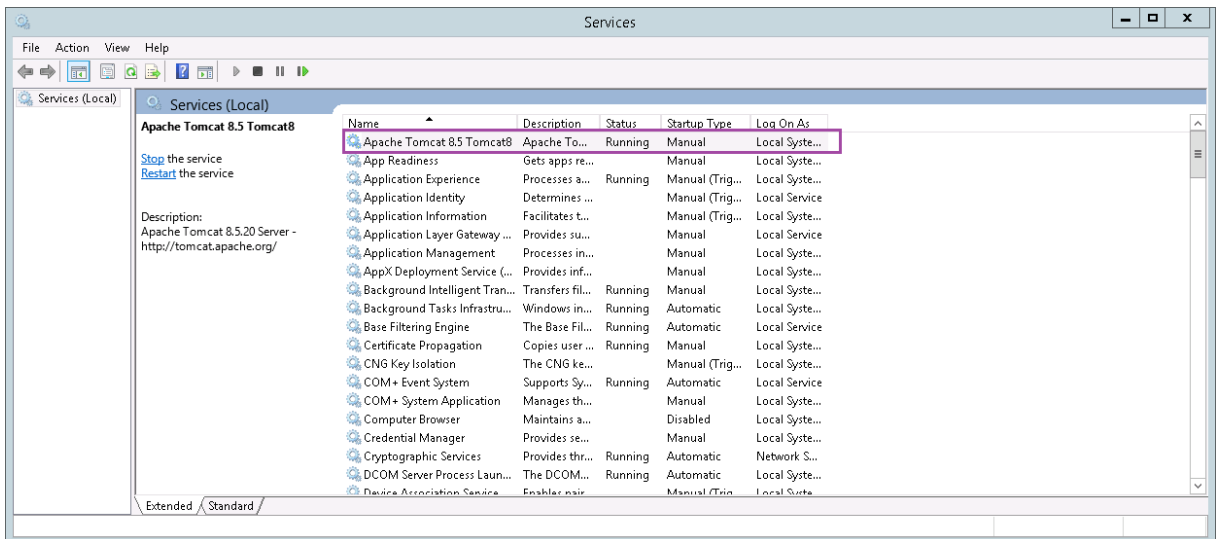 Services
File Action View Help
Services (Local)
Services (Local)
Apache Tomcat 8.5 Tomcat8
Stop the service
Restart the service
Description:
Apache Tomcat 8.5.20 Server -
http://tomcat.apache.org/
Name Description Status Startup Type Log On As
Apache Tomcat 8.5 Tomcat8 Apache To... Running Manual Local Syste...
App Readiness Gets apps re... Manual Local Syste...
Application Experience Processes a... Running Manual (Trig... Local Syste...
Application Identity Determines ... Manual (Trig... Local Service
Application Information Facilitates t... Manual (Trig... Local Syste...
Application Layer Gateway ... Provides su... Manual Local Service
Application Management Processes in... Manual Local Syste...
AppX Deployment Service (... Provides inf... Manual Local Syste...
Background Intelligent Tran... Transfers fil... Running Manual Local Syste...
Background Tasks Infrastru... Windows in... Running Automatic Local Syste...
Base Filtering Engine The Base Fil... Running Automatic Local Service
Certificate Propagation Copies user ... Running Manual Local Syste...
CNG Key Isolation The CNG ke... Manual (Trig... Local Syste...
COM+ Event System Supports Sy... Running Automatic Local Service
COM+ System Application Manages th... Manual Local Syste...
Computer Browser Maintains a... Disabled Local Syste...
Credential Manager Provides se... Manual Local Syste...
Cryptographic Services Provides thr... Running Automatic Network S...
DCOM Server Process Laun... The DCOM... Running Automatic Local Syste...
Device Association Service Enables pair... Manual (Trig... Local Syste...
Extended Standard